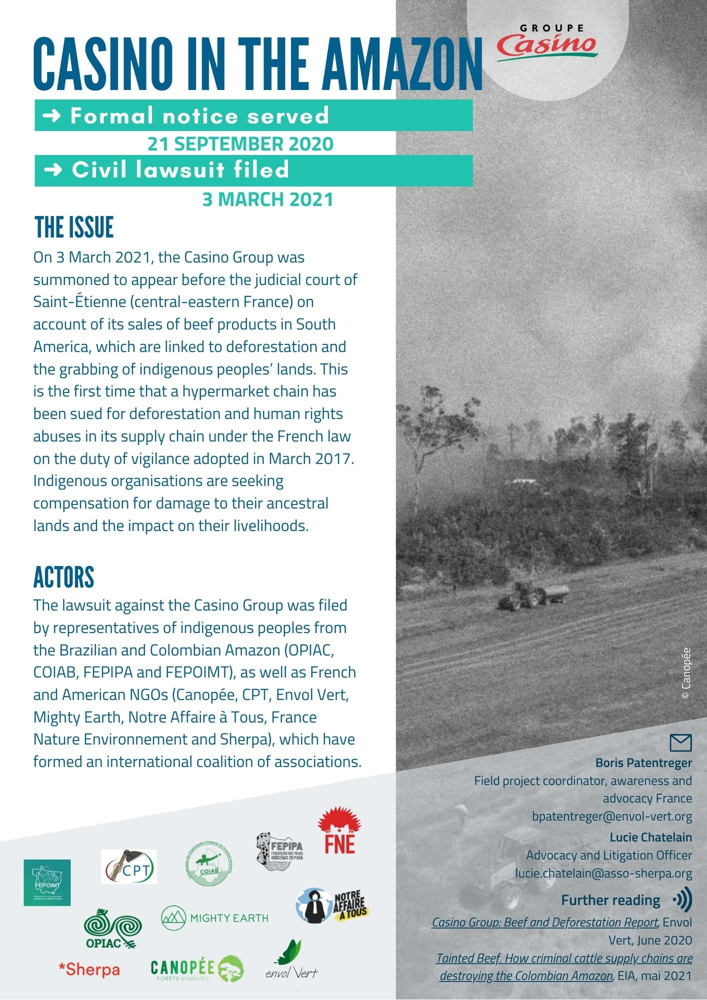 GROUPE
Casino
CASINO IN THE AMAZON
➜ Formal notice served
21 SEPTEMBER 2020
➜ Civil lawsuit filed
3 MARCH 2021
THE ISSUE
On 3 March 2021, the Casino Group was
summoned to appear before the judicial court of
Saint-Étienne (central-eastern France) on
account of its sales of beef products in South
America, which are linked to deforestation and
the grabbing of indigenous peoples’ lands. This
is the first time that a hypermarket chain has
been sued for deforestation and human rights
abuses in its supply chain under the French law
on the duty of vigilance adopted in March 2017.
Indigenous organisations are seeking
compensation for damage to their ancestral
lands and the impact on their livelihoods.
ACTORS
The lawsuit against the Casino Group was filed
by representatives of indigenous peoples from
the Brazilian and Colombian Amazon (OPIAC,
COIAB, FEPIPA and FEPOIMT), as well as French
and American NGOs (Canopée, CPT, Envol Vert,
Mighty Earth, Notre Affaire à Tous, France
Nature Environnement and Sherpa), which have
formed an international coalition of associations.
© Canopée
Boris Patentreger
Field project coordinator, awareness and
advocacy France
bpatentreger@envol-vert.org
Lucie Chatelain
Advocacy and Litigation Officer
lucie.chatelain@asso-sherpa.org
Further reading
Casino Group: Beef and Deforestation Report, Envol
Vert, June 2020
Tainted Beef. How criminal cattle supply chains are
destroying the Colombian Amazon, EIA, mai 2021
FNE
FEPIPA
FEDERAÇÃO DOS POVOS
INDÍGENAS DO PARÁ
COIAB
CPT
FEPOIMT
NOTRE
AFFAIRE
À TOUS
MIGHTY EARTH
OPIAC
*Sherpa
CANOPÉE
FORÊTS VIVANTES
envol Vert